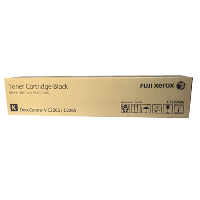 Toner Cartridge-Black
FUJI XEROX
K
DocuCentre-V C2263 / C2265